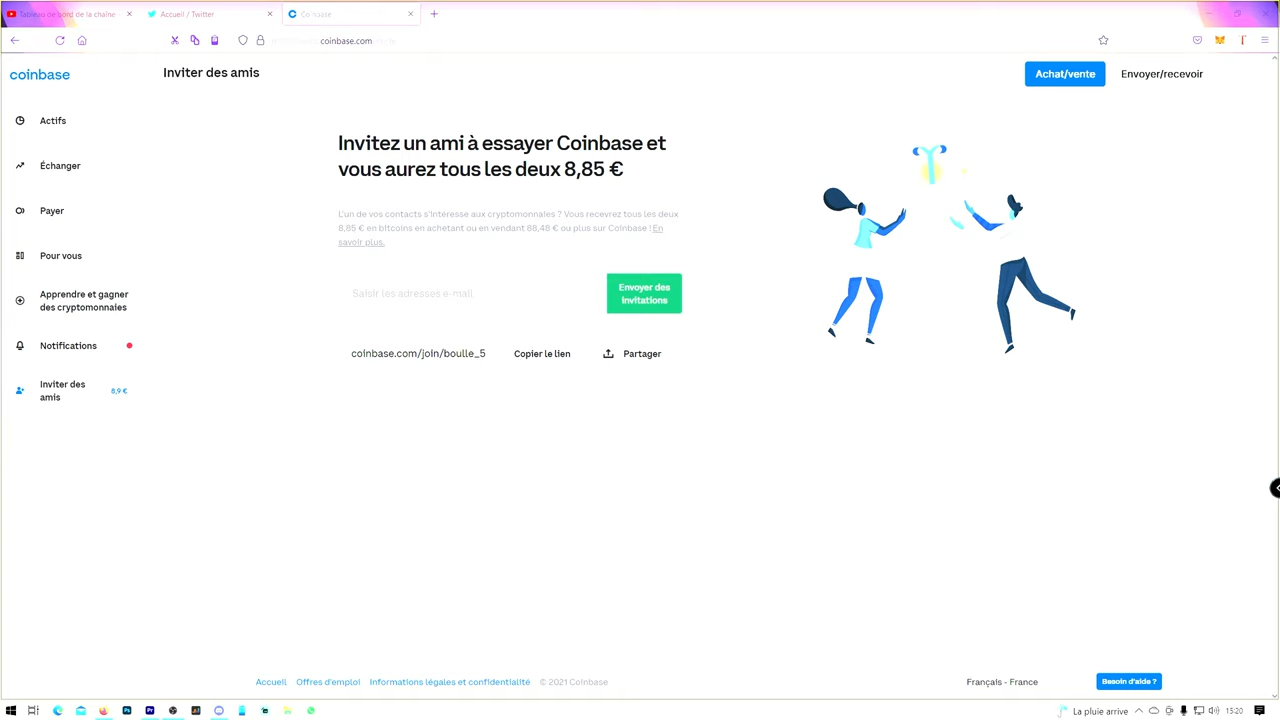 Tableau de bord de la chaîne
Accueil / Twitter
Coinbase
coinbase.com
coinbase
Inviter des amis
Achat/vente
Envoyer/recevoir
Actifs
Échanger
Payer
Pour vous
Apprendre et gagner
des cryptomonnaies
Notifications
Inviter des
amis
8,9 €
Invitez un ami à essayer Coinbase et
vous aurez tous les deux 8,85 €
L'un de vos contacts s'intéresse aux cryptomonnaies ? Vous recevrez tous les deux
8,85 € en bitcoins en achetant ou en vendant 88,48 € ou plus sur Coinbase ! En
savoir plus.
Saisir les adresses e-mail
Envoyer des
invitations
coinbase.com/join/boulle_5
Copier le lien
Partager
Accueil
Offres d'emploi
Informations légales et confidentialité
© 2021 Coinbase
Français - France
Besoin d'aide ?
La pluie arrive
15:20